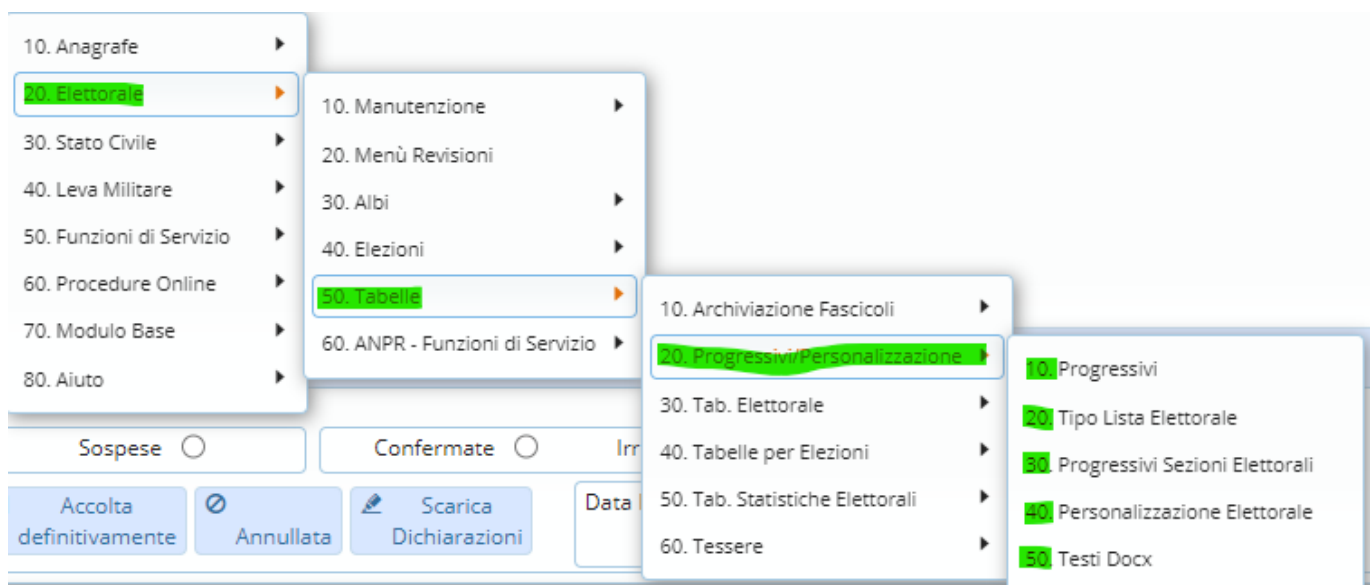 10. Anagrafe
20. Elettorale
30. Stato Civile
40. Leva Militare
50. Funzioni di Servizio
60. Procedure Online
70. Modulo Base
80. Aiuto
10. Manutenzione
20. Menù Revisioni
30. Albi
40. Elezioni
50. Tabelle
60. ANPR - Funzioni di Servizio
10. Archiviazione Fascicoli
20. Progressivi/Personalizzazione
30. Tab. Elettorale
40. Tabelle per Elezioni
50. Tab. Statistiche Elettorali
60. Tessere
10. Progressivi
20. Tipo Lista Elettorale
30. Progressivi Sezioni Elettorali
40. Personalizzazione Elettorale
50. Testi Docx
Sospese
Confermate
Irr
Accolta
definitivamente
Annullata
Scarica
Dichiarazioni
Data